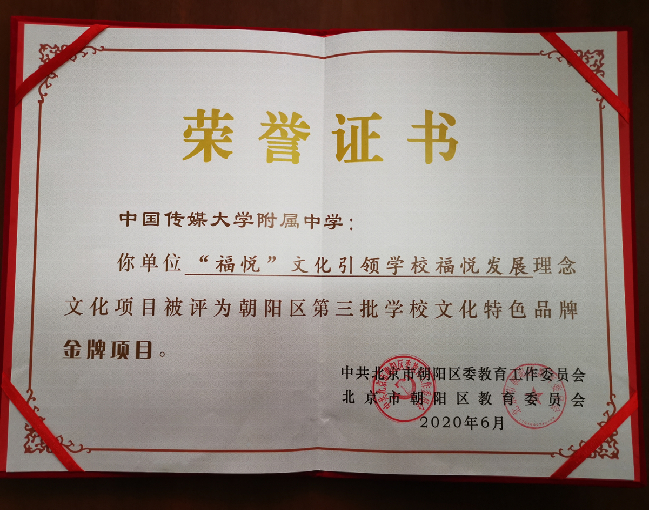 荣誉证书
中国传媒大学附属中学：
你单位“福悦”文化引领学校福悦发展理念
文化项目被评为朝阳区第三批学校文化特色品牌
金牌项目。
中共北京市朝阳区委教育工作委员会
北京市朝阳区教育委员会
2020年6月